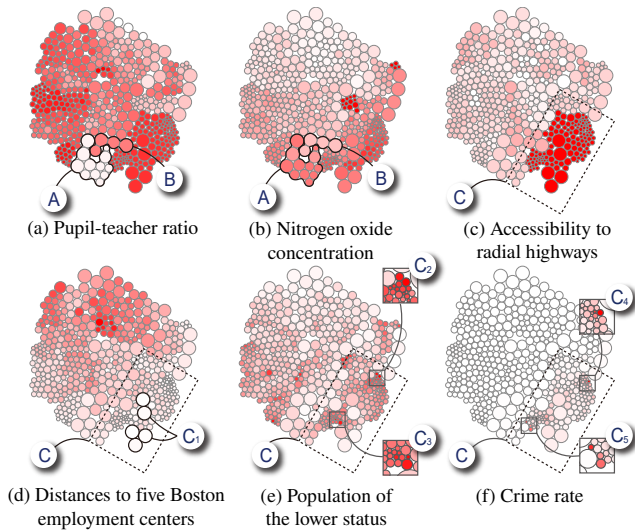 A
B
(a) Pupil-teacher ratio
A
B
(b) Nitrogen oxide
concentration
C
(c) Accessibility to
radial highways
C
C1
(d) Distances to five Boston
employment centers
C2
C3
(e) Population of
the lower status
C4
C
C5
(f) Crime rate